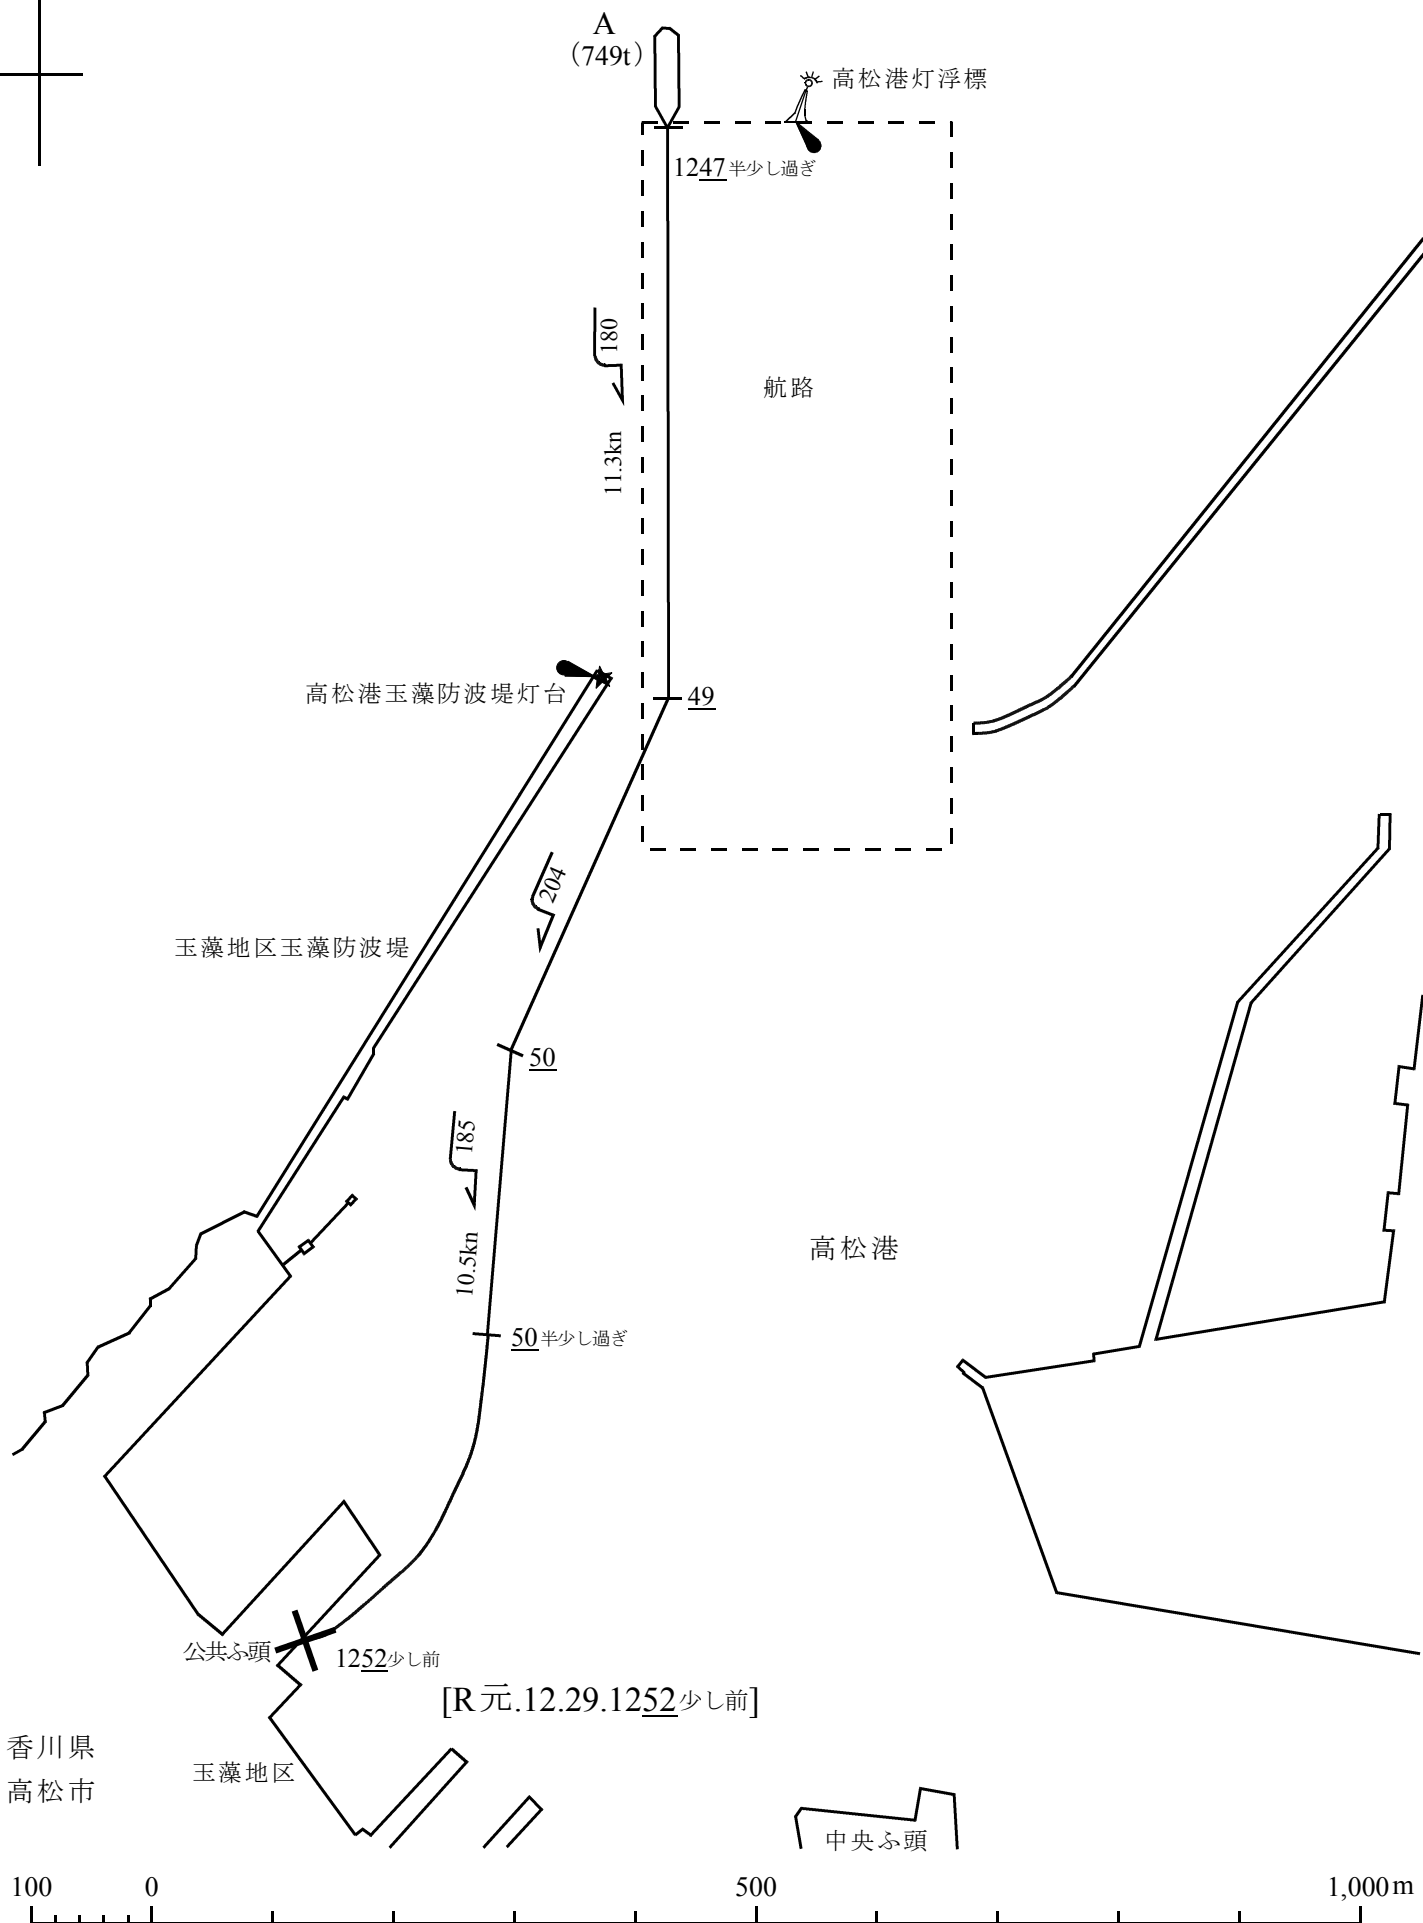 A
（749t）
高松港灯浮標
1247半少し過ぎ
180
航路
11.3kn
高松港玉藻防波堤灯台
49
204
玉藻地区玉藻防波堤
50
185
高松港
10.5kn
50半少し過ぎ
公共ふ頭
1252少し前
[R元.12.29.1252少し前]
香川県
高松市
玉藻地区
中央ふ頭
100 0 500 1,000m